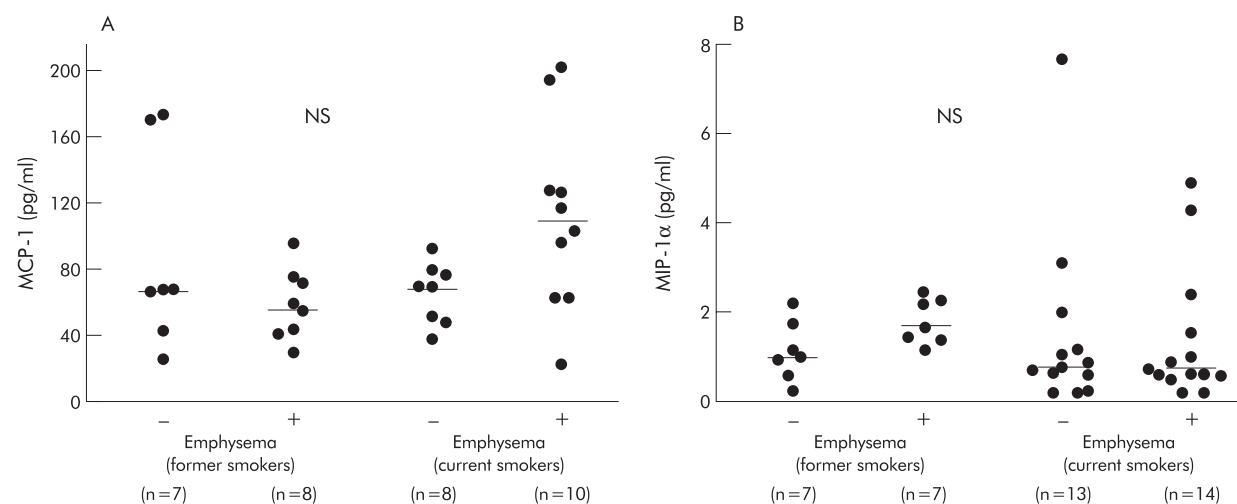 A
MCP-1 (pg/ml)
200
160
120
80
40
0
NS
– + – +
Emphysema
(former smokers)
Emphysema
(current smokers)
(n=7) (n=8) (n=8) (n=10)
B
MIP-1α (pg/ml)
8
6
4
2
0
NS
– + – +
Emphysema
(former smokers)
Emphysema
(current smokers)
(n=7) (n=7) (n=13) (n=14)